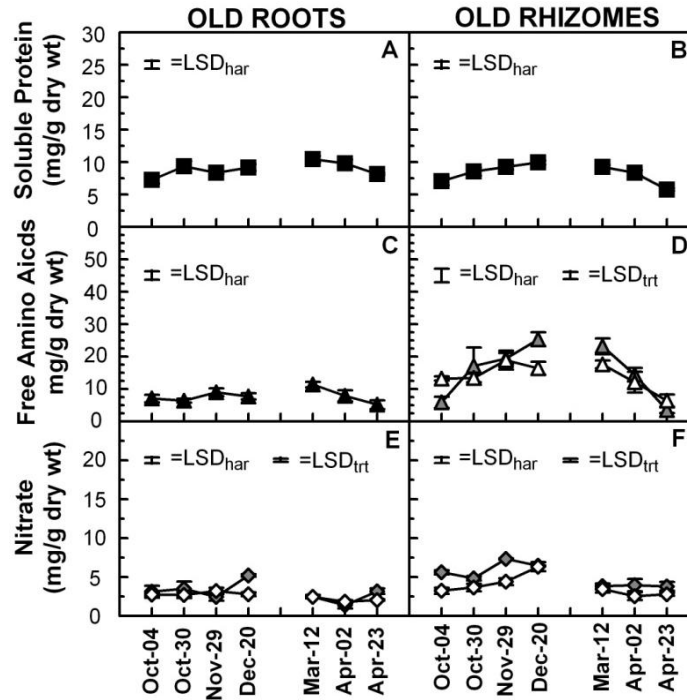 OLD ROOTS OLD RHIZOMES
Soluble Protein
(mg/g dry wt)
30
25
20
15
10
5
0
A
=LSDhar
B
=LSDhar
Free Amino Aicds
mg/g dry wt)
50
40
30
20
10
0
C
=LSDhar
D
=LSDhar =LSDtrt
Nitrate
(mg/g dry wt)
20
15
10
5
0
E
=LSDhar =LSDtrt
F
=LSDhar =LSDtrt
Oct-04 Oct-30 Nov-29 Dec-20 Mar-12 Apr-02 Apr-23
Oct-04 Oct-30 Nov-29 Dec-20 Mar-12 Apr-02 Apr-23